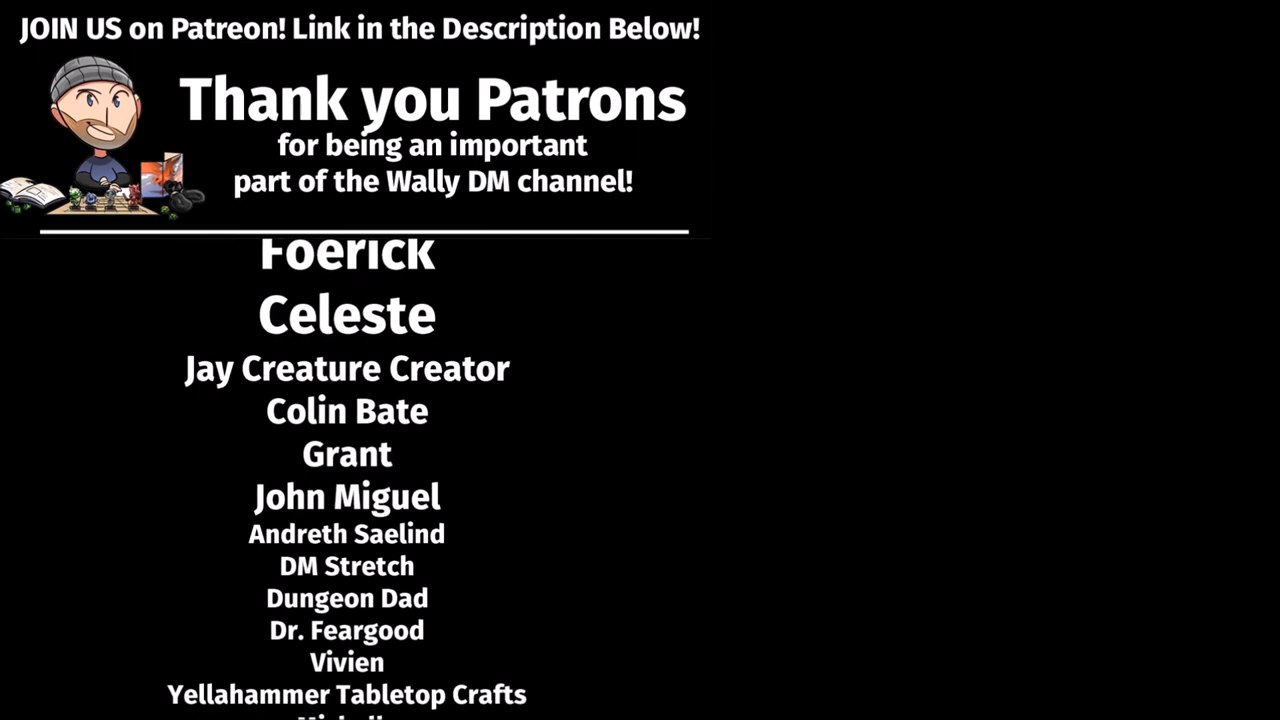 JOIN US on Patreon! Link in the Description Below!
Thank you Patrons
for being an important
part of the Wally DM channel!
Foerick
Celeste
Jay Creature Creator
Colin Bate
Grant
John Miguel
Andreth Saelind
DM Stretch
Dungeon Dad
Dr. Feargood
Vivien
Yellahammer Tabletop Crafts